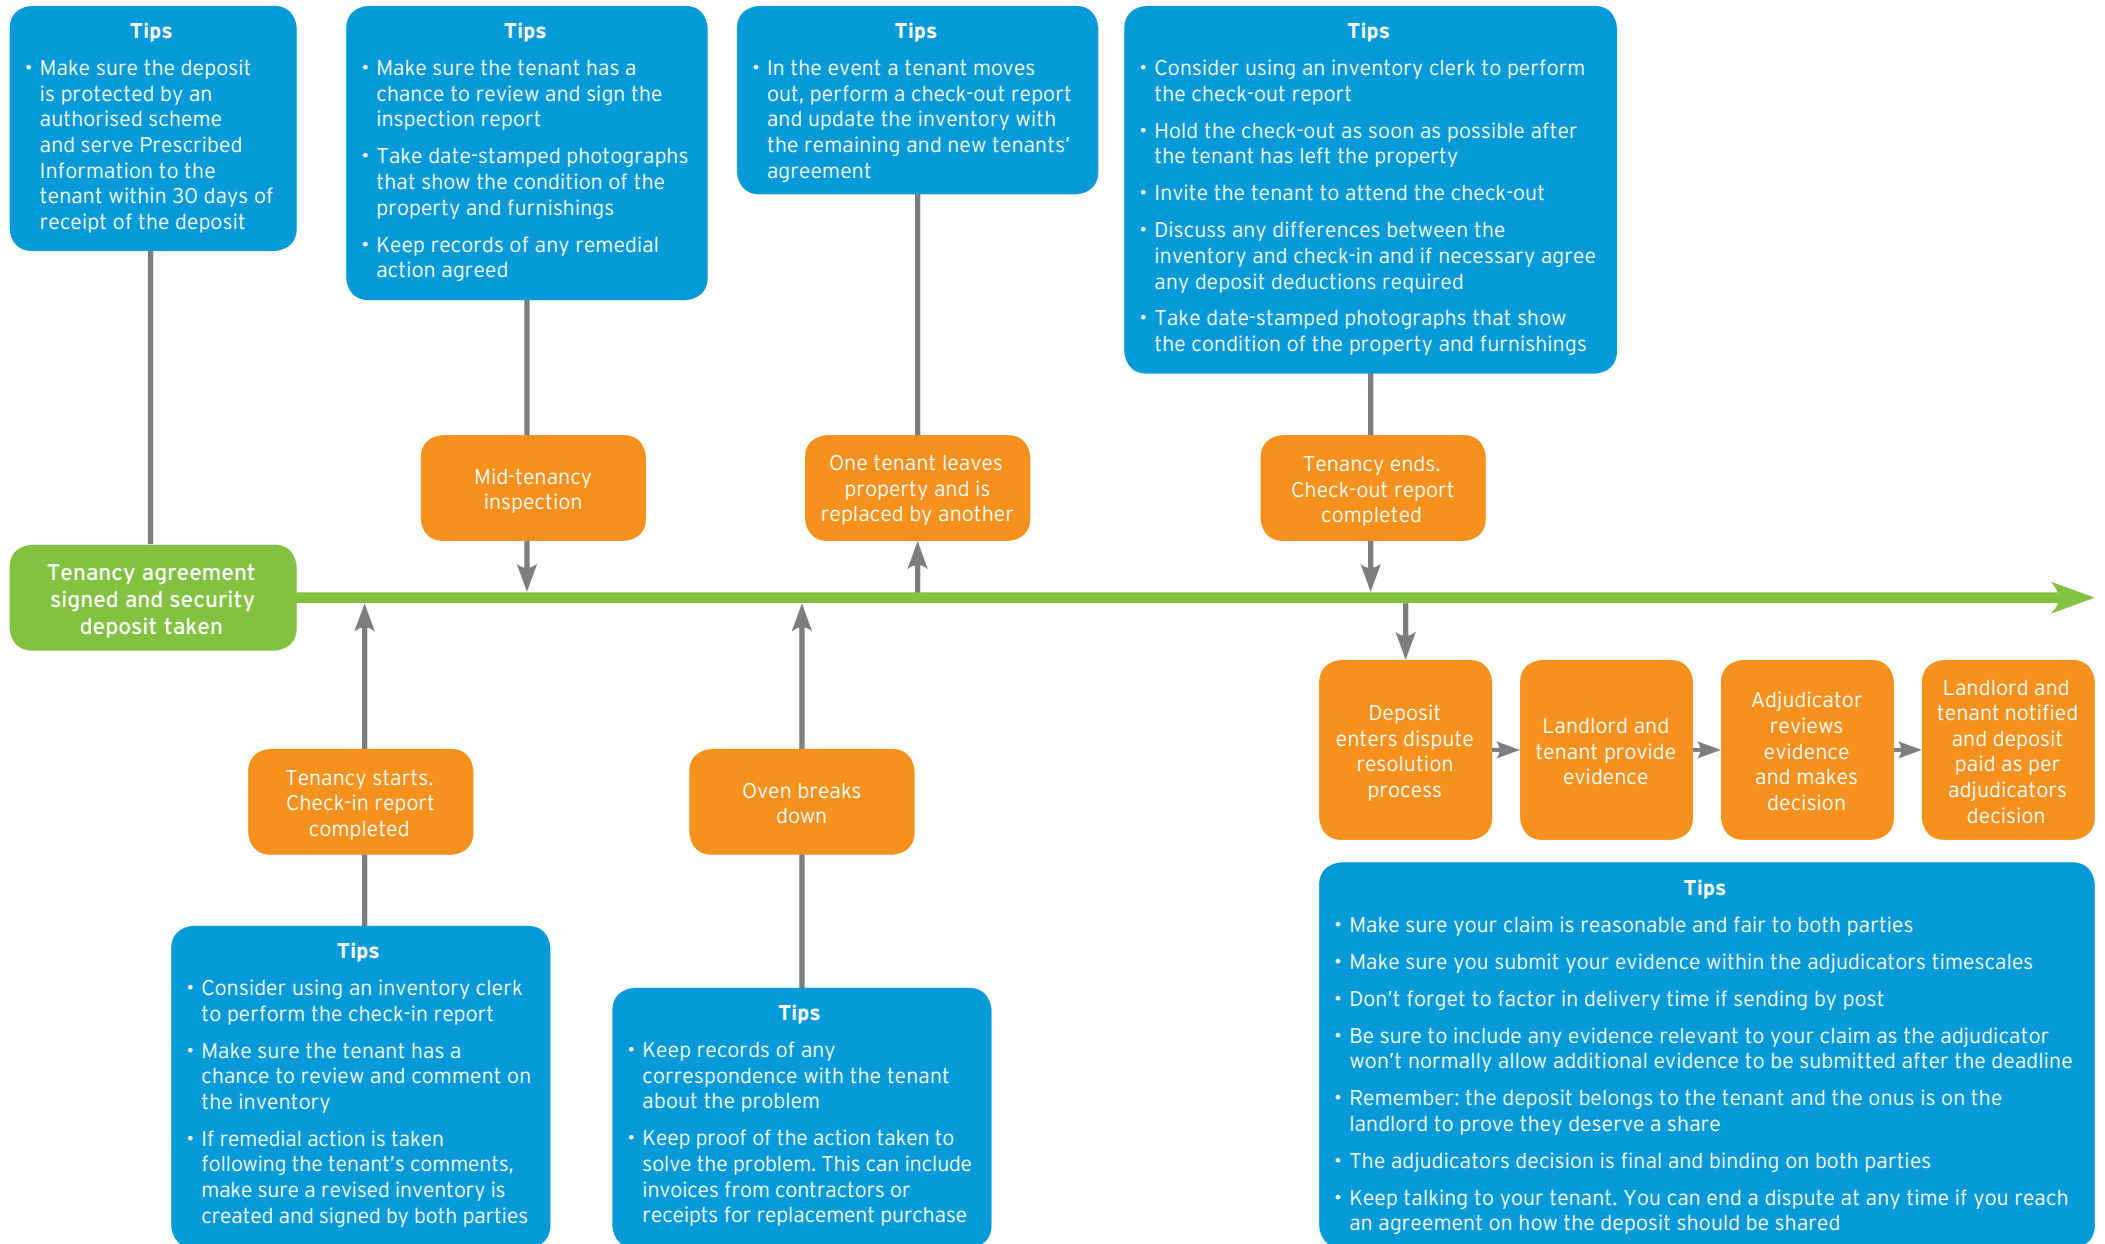 Tips
• Make sure the deposit
is protected by an
authorised scheme
and serve Prescribed
Information to the
tenant within 30 days of
receipt of the deposit
Tips
• Make sure the tenant has a
chance to review and sign the
inspection report
• Take date-stamped photographs
that show the condition of the
property and furnishings
• Keep records of any remedial
action agreed
Tips
• In the event a tenant moves
out, perform a check-out report
and update the inventory with
the remaining and new tenants’
agreement
Tips
• Consider using an inventory clerk to perform
the check-out report
• Hold the check-out as soon as possible after
the tenant has left the property
• Invite the tenant to attend the check-out
• Discuss any differences between the
inventory and check-in and if necessary agree
any deposit deductions required
• Take date-stamped photographs that show
the condition of the property and furnishings
Mid-tenancy
inspection
One tenant leaves
property and is
replaced by another
Tenancy ends.
Check-out report
completed
Tenancy agreement
signed and security
deposit taken
Tenancy starts.
Check-in report
completed
Oven breaks
down
Deposit
enters dispute
resolution
process
Landlord and
tenant provide
evidence
Adjudicator
reviews
evidence
and makes
decision
Landlord and
tenant notified
and deposit
paid as per
adjudicators
decision
Tips
• Consider using an inventory clerk
to perform the check-in report
• Make sure the tenant has a
chance to review and comment on
the inventory
• If remedial action is taken
following the tenant’s comments,
make sure a revised inventory is
created and signed by both parties
Tips
• Keep records of any
correspondence with the tenant
about the problem
• Keep proof of the action taken to
solve the problem. This can include
invoices from contractors or
receipts for replacement purchase
Tips
• Make sure your claim is reasonable and fair to both parties
• Make sure you submit your evidence within the adjudicators timescales
• Don’t forget to factor in delivery time if sending by post
• Be sure to include any evidence relevant to your claim as the adjudicator
won’t normally allow additional evidence to be submitted after the deadline
• Remember: the deposit belongs to the tenant and the onus is on the
landlord to prove they deserve a share
• The adjudicators decision is final and binding on both parties
• Keep talking to your tenant. You can end a dispute at any time if you reach
an agreement on how the deposit should be shared